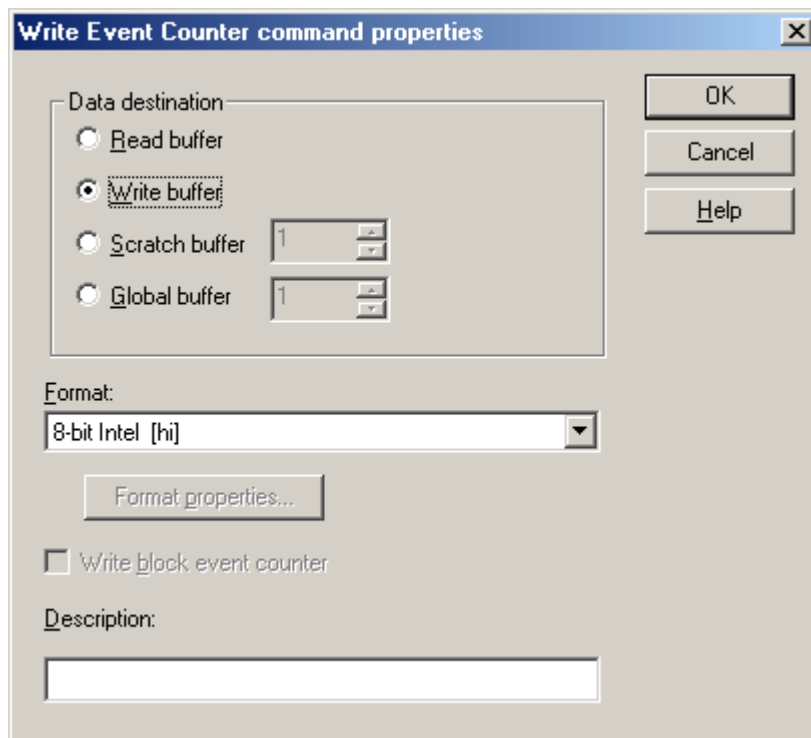 Write Event Counter command properties
Data destination
Read buffer
Write buffer
Scratch buffer 1
Global buffer 1
OK
Cancel
Help
Format:
8-bit Intel  [hi]
Format properties...
Write block event counter
Description: